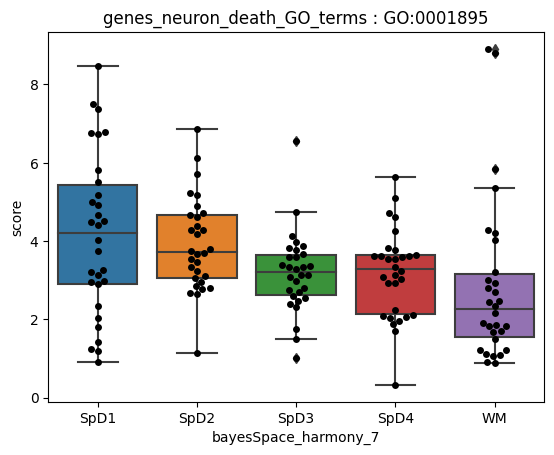 genes_neuron_death_GO_terms : GO:0001895
score
8
6
4
2
0
SpD1 SpD2 SpD3 SpD4 WM
bayesSpace_harmony_7